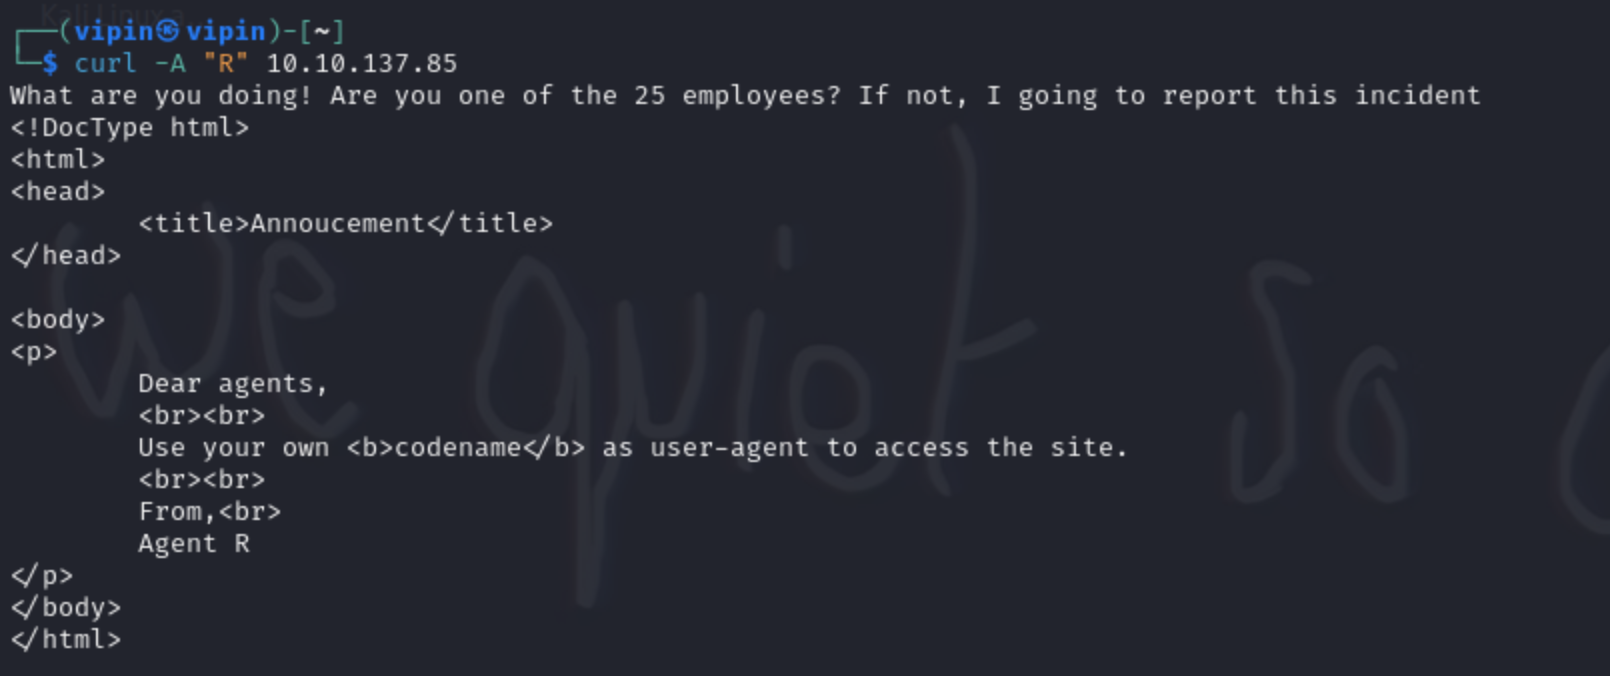 Kali Linux a
┌──(vipin㉿vipin)-[~]
└─$ curl -A "R" 10.10.137.85
What are you doing! Are you one of the 25 employees? If not, I going to report this incident
<!DocType html>
<html>
<head>
        <title>Annoucement</title>
</head>

<body>
<p>
        Dear agents,
        <br><br>
        Use your own <b>codename</b> as user-agent to access the site.
        <br><br>
        From,<br>
        Agent R
</p>
</body>
</html>
we quiet so